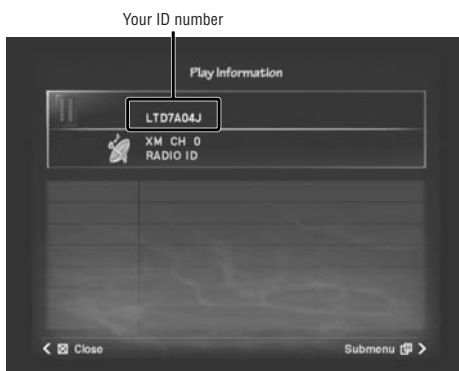 Your ID number
Play Information
LTD7A04J
XM CH 0
RADIO ID
Close
Submenu